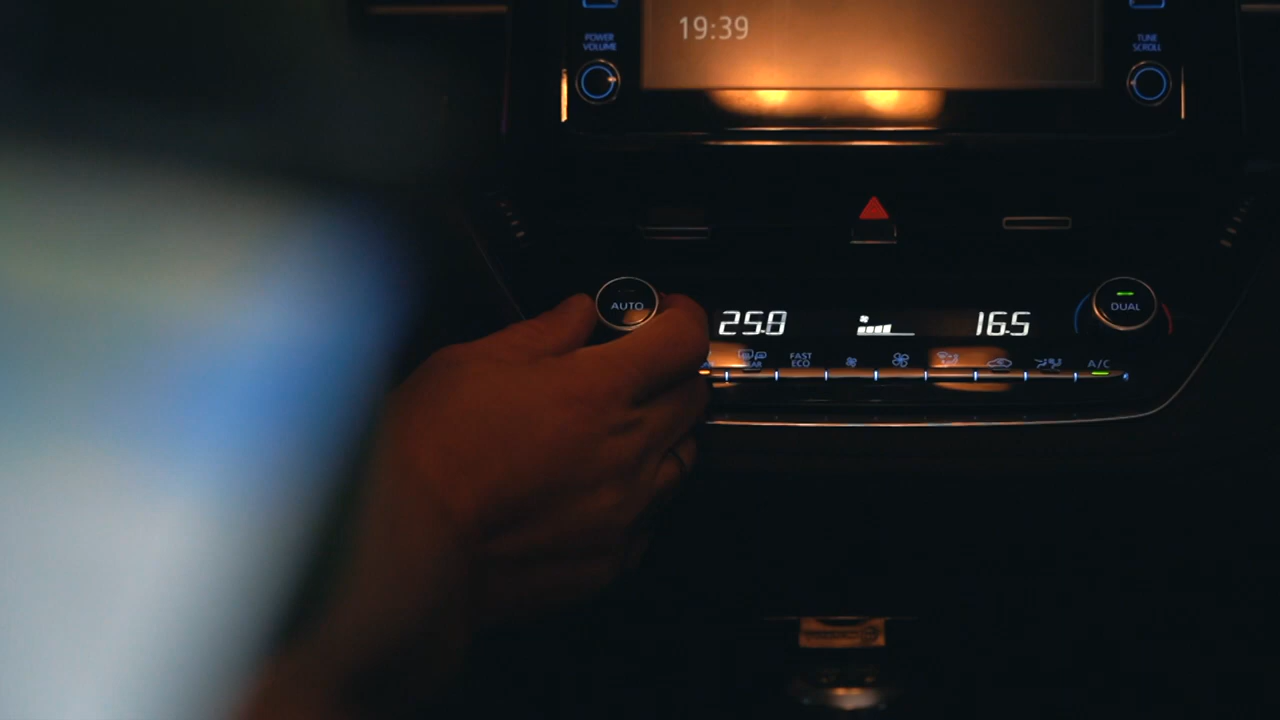 19:39
POWER
VOLUME
TUNE
SCROLL
AUTO
25.8
16.5
DUAL
FAST
ECO
A/C